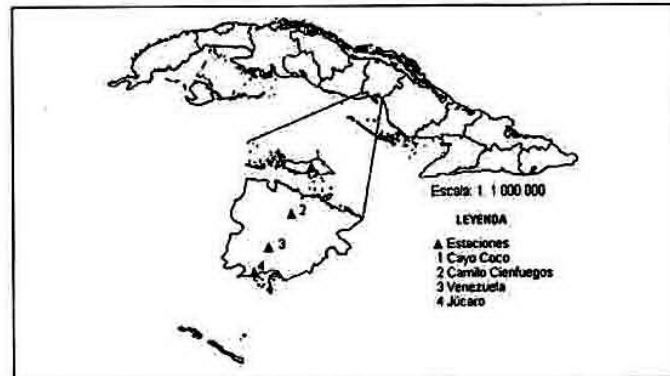 2
3
4
Escala: 1. 1 000 000
LEYENDA
▲ Estaciones
1 Cayo Coco
2 Camilo Cienfuegos
3 Venezuela
4 Júcaro